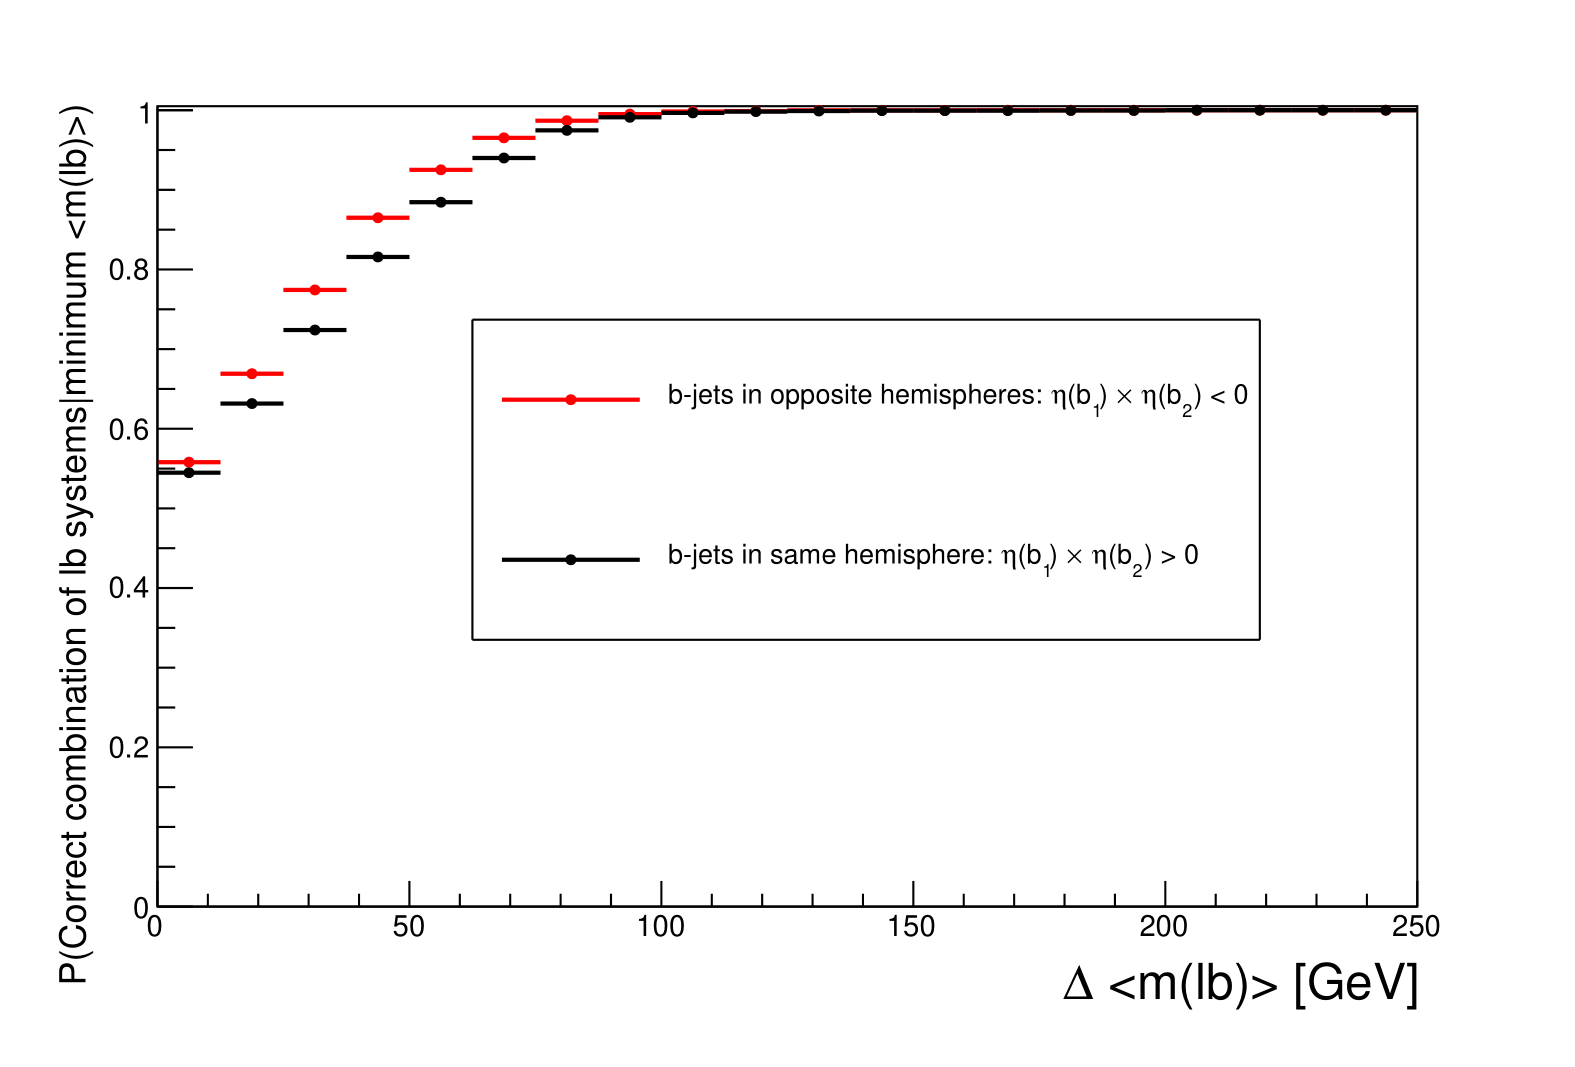 P(Correct combination of lb systems|minimum <m(lb)>)
1
0.8
0.6
0.4
0.2
0
b-jets in opposite hemispheres: η(b₁) × η(b₂) < 0
b-jets in same hemisphere: η(b₁) × η(b₂) > 0
0 50 100 150 200 250
Δ <m(lb)> [GeV]